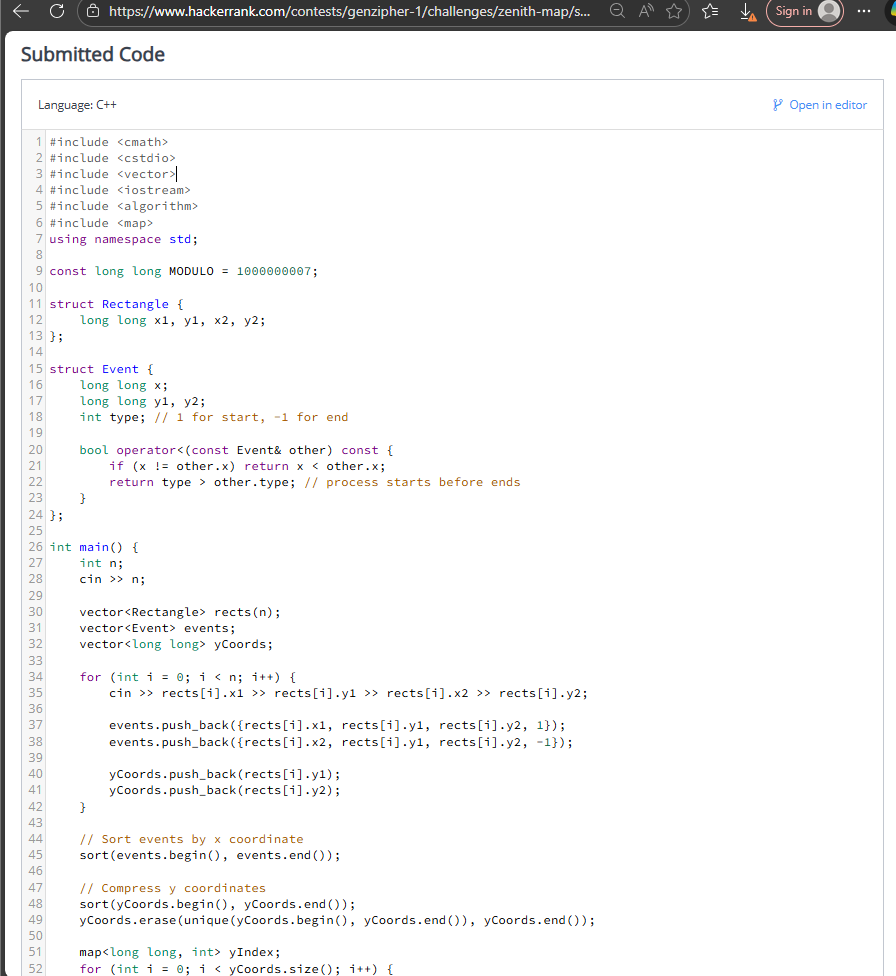 https://www.hackerrank.com/contests/genzipher-1/challenges/zenith-map/s...
Sign in
Submitted Code
Language: C++
Open in editor
1 #include <cmath>
2 #include <cstdio>
3 #include <vector>
4 #include <iostream>
5 #include <algorithm>
6 #include <map>
7 using namespace std;
8
9 const long long MODULO = 1000000007;
10
11 struct Rectangle {
12     long long x1, y1, x2, y2;
13 };
14
15 struct Event {
16     long long x;
17     long long y1, y2;
18     int type; // 1 for start, -1 for end
19
20     bool operator<(const Event& other) const {
21         if (x != other.x) return x < other.x;
22         return type > other.type; // process starts before ends
23     }
24 };
25
26 int main() {
27     int n;
28     cin >> n;
29
30     vector<Rectangle> rects(n);
31     vector<Event> events;
32     vector<long long> yCoords;
33
34     for (int i = 0; i < n; i++) {
35         cin >> rects[i].x1 >> rects[i].y1 >> rects[i].x2 >> rects[i].y2;
36
37         events.push_back({rects[i].x1, rects[i].y1, rects[i].y2, 1});
38         events.push_back({rects[i].x2, rects[i].y1, rects[i].y2, -1});
39
40         yCoords.push_back(rects[i].y1);
41         yCoords.push_back(rects[i].y2);
42     }
43
44     // Sort events by x coordinate
45     sort(events.begin(), events.end());
46
47     // Compress y coordinates
48     sort(yCoords.begin(), yCoords.end());
49     yCoords.erase(unique(yCoords.begin(), yCoords.end()), yCoords.end());
50
51     map<long long, int> yIndex;
52     for (int i = 0; i < yCoords.size(); i++) {